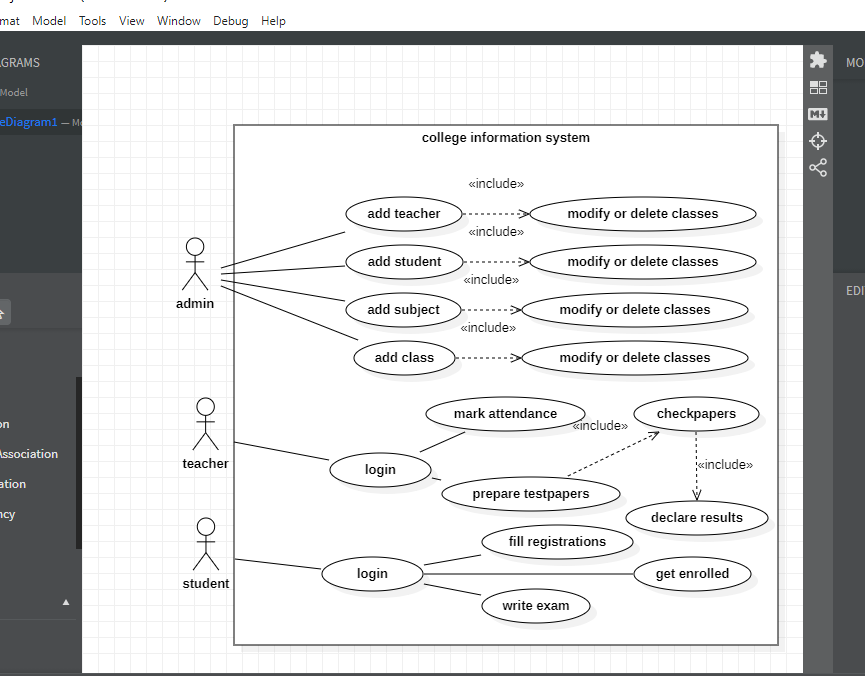 mat Model Tools View Window Debug Help
AGRAMS
MO
Model
eDiagram1 — Mo
college information system
«include»
add teacher
modify or delete classes
«include»
add student
modify or delete classes
«include»
EDI
admin
add subject
modify or delete classes
«include»
add class
modify or delete classes
mark attendance
checkpapers
on
«include»
Association
teacher
login
«include»
ation
prepare testpapers
ncy
declare results
fill registrations
student
login
get enrolled
write exam